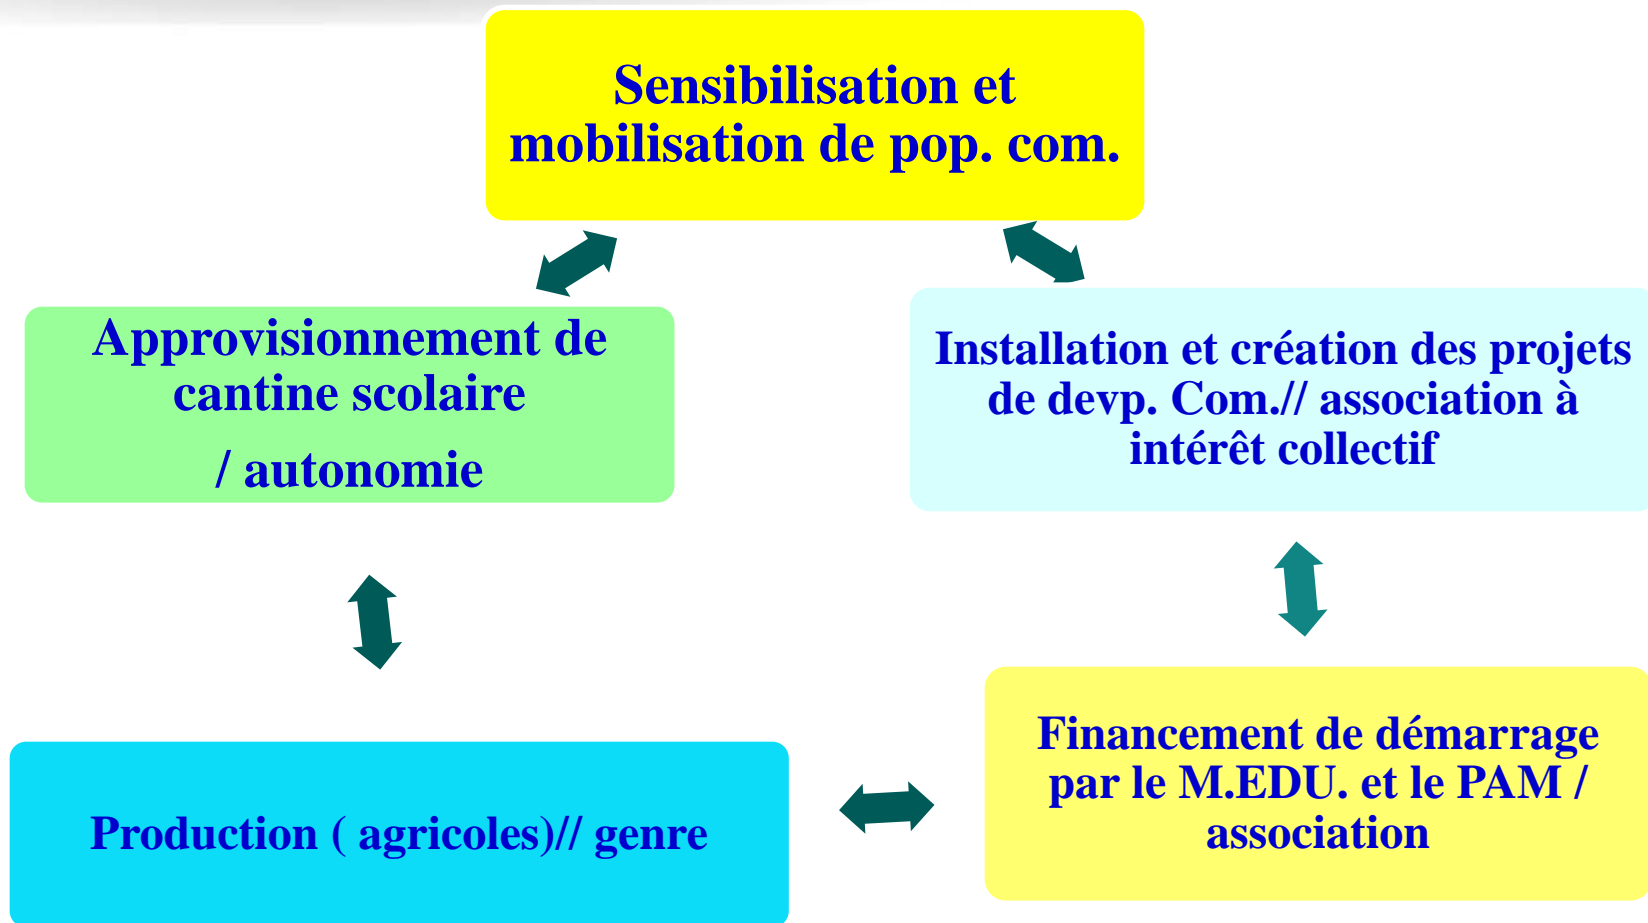 Sensibilisation et
mobilisation de pop. com.
Approvisionnement de
cantine scolaire
/ autonomie
Installation et création des projets
de devp. Com.// association à
intérêt collectif
Production ( agricoles)// genre
Financement de démarrage
par le M.EDU. et le PAM /
association